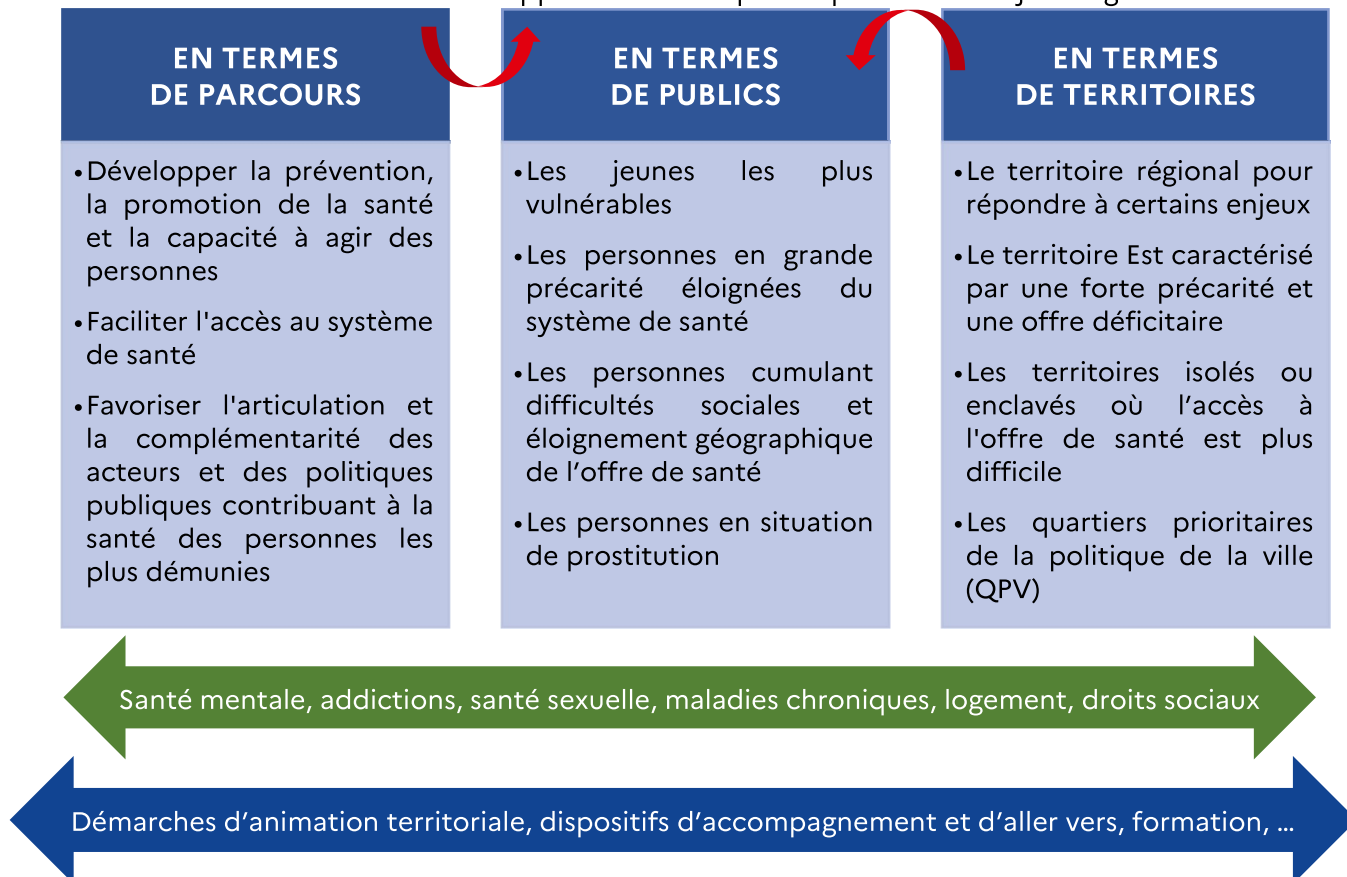 EN TERMES
DE PARCOURS
•Développer la prévention,
la promotion de la santé
et la capacité à agir des
personnes
•Faciliter l'accès au système
de santé
•Favoriser l'articulation et
la complémentarité des
acteurs et des politiques
publiques contribuant à la
santé des personnes les
plus démunies
EN TERMES
DE PUBLICS
•Les jeunes les plus
vulnérables
•Les personnes en grande
précarité éloignées du
système de santé
•Les personnes cumulant
difficultés sociales et
éloignement géographique
de l’offre de santé
•Les personnes en situation
de prostitution
EN TERMES
DE TERRITOIRES
•Le territoire régional pour
répondre à certains enjeux
•Le territoire Est caractérisé
par une forte précarité et
une offre déficitaire
•Les territoires isolés ou
enclavés où l’accès à
l'offre de santé est plus
difficile
•Les quartiers prioritaires
de la politique de la ville
(QPV)
Santé mentale, addictions, santé sexuelle, maladies chroniques, logement, droits sociaux
Démarches d’animation territoriale, dispositifs d’accompagnement et d’aller vers, formation, …